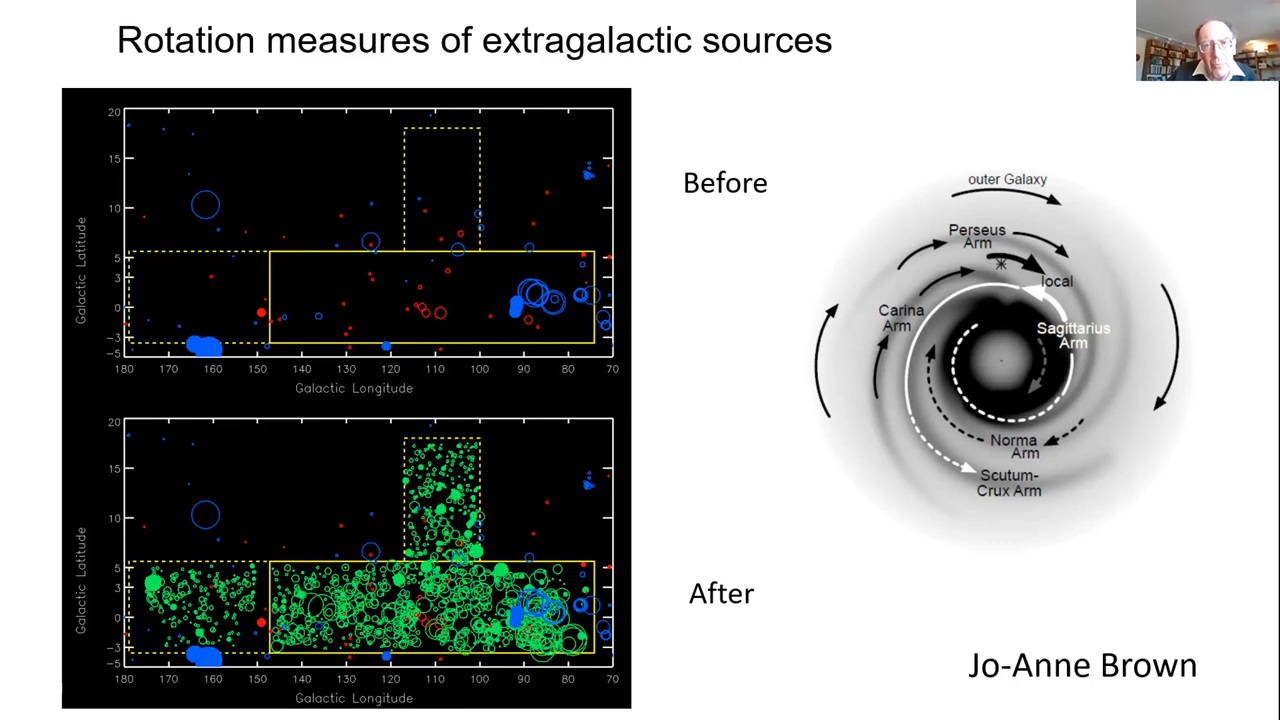 Rotation measures of extragalactic sources
20
15
10
5
3
0
−3
−5
Galactic Latitude
180 170 160 150 140 130 120 110 100 90 80 70
Galactic Longitude
20
15
10
5
3
0
−3
−5
Galactic Latitude
180 170 160 150 140 130 120 110 100 90 80 70
Galactic Longitude
Before
After
outer Galaxy
Perseus
Arm
local
Carina
Arm
Sagittarius
Arm
Norma
Arm
Scutum-
Crux Arm
Jo-Anne Brown